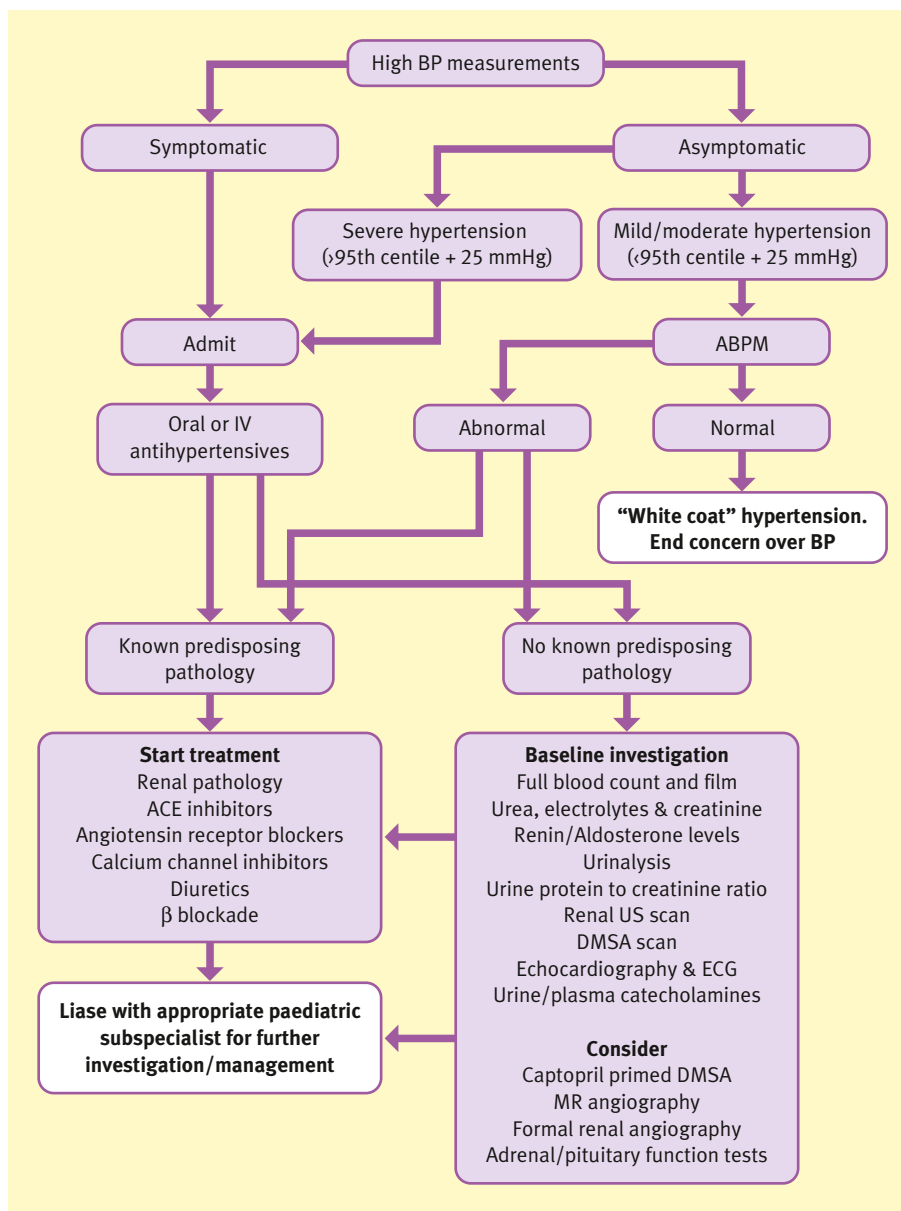 High BP measurements
Symptomatic
Asymptomatic
Severe hypertension
(›95th centile + 25 mmHg)
Mild/moderate hypertension
(‹95th centile + 25 mmHg)
Admit
ABPM
Oral or IV
antihypertensives
Abnormal
Normal
“White coat” hypertension.
End concern over BP
Known predisposing
pathology
No known predisposing
pathology
Start treatment
Renal pathology
ACE inhibitors
Angiotensin receptor blockers
Calcium channel inhibitors
Diuretics
β blockade
Baseline investigation
Full blood count and film
Urea, electrolytes & creatinine
Renin/Aldosterone levels
Urinalysis
Urine protein to creatinine ratio
Renal US scan
DMSA scan
Echocardiography & ECG
Urine/plasma catecholamines
Consider
Captopril primed DMSA
MR angiography
Formal renal angiography
Adrenal/pituitary function tests
Liase with appropriate paediatric
subspecialist for further
investigation/management